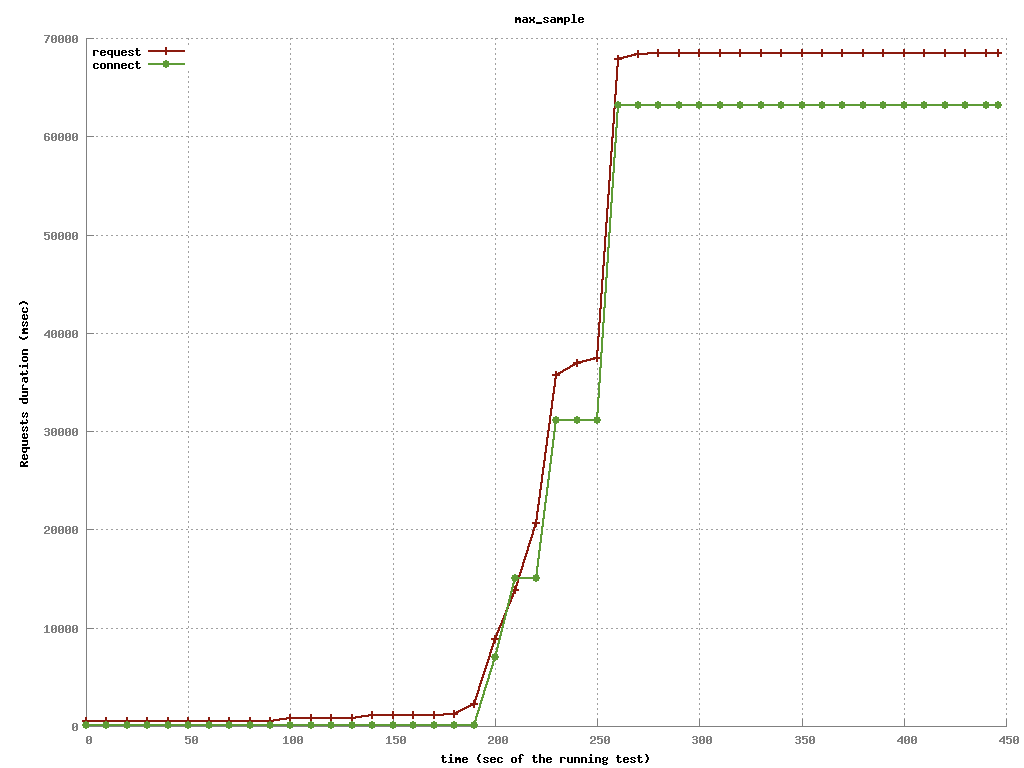 max_sample
request
connect
70000
60000
50000
40000
30000
20000
10000
0
Requests duration (msec)
0 50 100 150 200 250 300 350 400 450
time (sec of the running test)